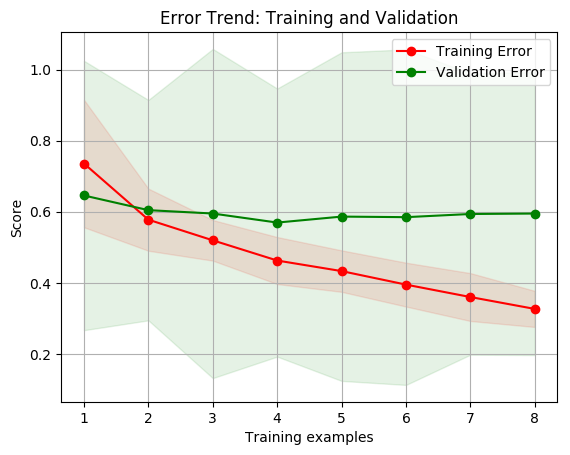 Error Trend: Training and Validation
Training Error
Validation Error
1.0
0.8
0.6
0.4
0.2
Score
1 2 3 4 5 6 7 8
Training examples